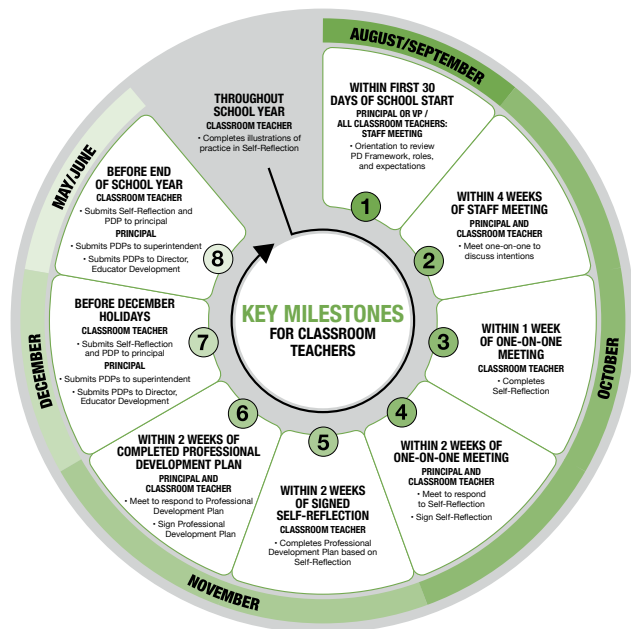 KEY MILESTONES
FOR CLASSROOM
TEACHERS
THROUGHOUT
SCHOOL YEAR
CLASSROOM TEACHER
• Completes illustrations of
practice in Self-Reflection
AUGUST/SEPTEMBER
WITHIN FIRST 30
DAYS OF SCHOOL START
PRINCIPAL OR VP /
ALL CLASSROOM TEACHERS:
STAFF MEETING
• Orientation to review
PD Framework, roles,
and expectations
1
OCTOBER
WITHIN 4 WEEKS
OF STAFF MEETING
PRINCIPAL AND
CLASSROOM TEACHER
• Meet one-on-one to
discuss intentions
2
WITHIN 1 WEEK
OF ONE-ON-ONE
MEETING
CLASSROOM TEACHER
• Completes
Self-Reflection
3
WITHIN 2 WEEKS OF
ONE-ON-ONE MEETING
PRINCIPAL AND
CLASSROOM TEACHER
• Meet to respond
to Self-Reflection
• Sign Self-Reflection
4
NOVEMBER
WITHIN 2 WEEKS
OF SIGNED
SELF-REFLECTION
CLASSROOM TEACHER
• Completes Professional
Development Plan based on
Self-Reflection
5
WITHIN 2 WEEKS OF
COMPLETED PROFESSIONAL
DEVELOPMENT PLAN
PRINCIPAL AND
CLASSROOM TEACHER
• Meet to respond to Professional
Development Plan
• Sign Professional
Development Plan
6
DECEMBER
BEFORE DECEMBER
HOLIDAYS
CLASSROOM TEACHER
• Submits Self-Reflection
and PDP to principal
PRINCIPAL
• Submits PDPs to superintendent
• Submits PDPs to Director,
Educator Development
7
MAY/JUNE
BEFORE END
OF SCHOOL YEAR
CLASSROOM TEACHER
• Submits Self-Reflection and
PDP to principal
PRINCIPAL
• Submits PDPs to superintendent
• Submits PDPs to Director,
Educator Development
8